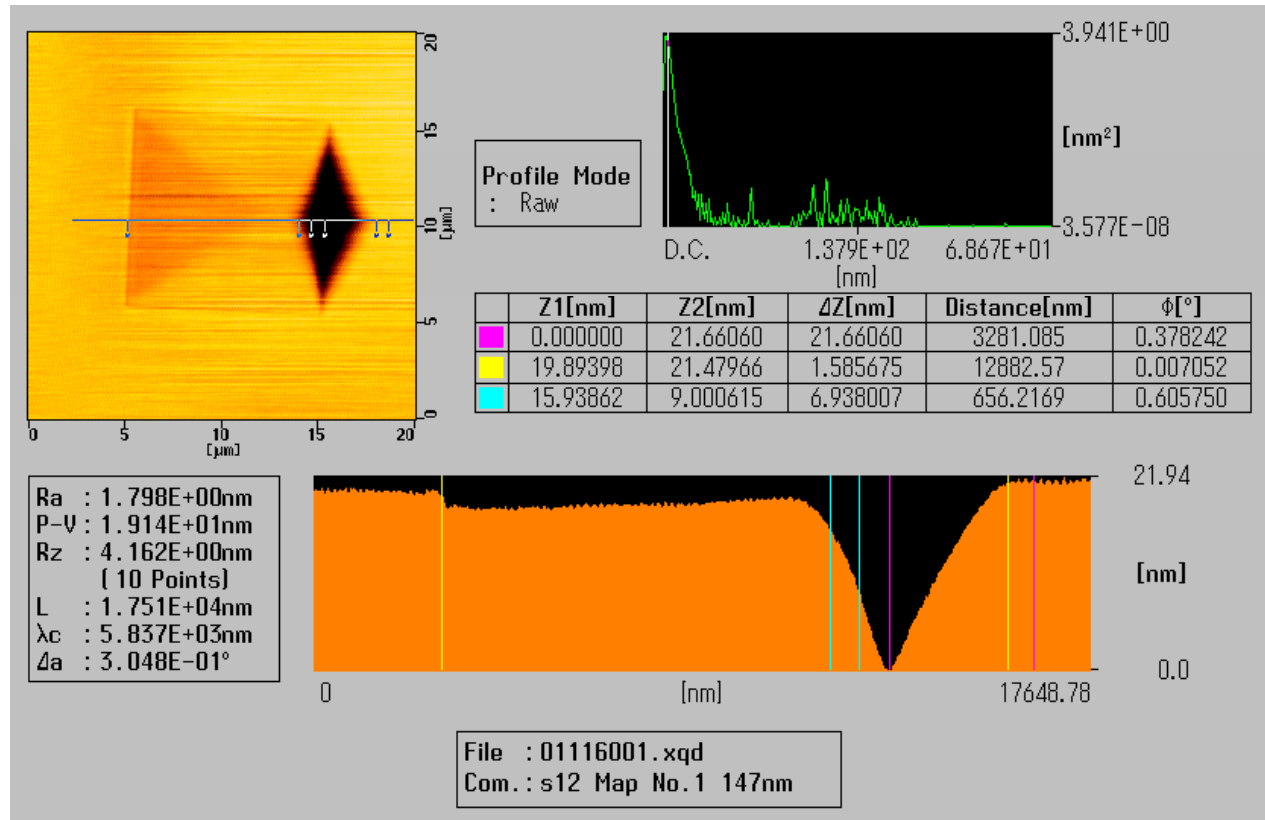 20
15
10
[μm]
5
0
0 5 10 15 20
[μm]
Profile Mode
: Raw
3.941E+00
[nm²]
3.577E-08
D.C. 1.379E+02 6.867E+01
[nm]
Z1[nm] Z2[nm] ΔZ[nm] Distance[nm] Φ[°]
0.000000 21.66060 21.66060 3281.085 0.378242
19.89398 21.47966 1.585675 12882.57 0.007052
15.93862 9.000615 6.938007 656.2169 0.605750
Ra : 1.798E+00nm
P-V : 1.914E+01nm
Rz : 4.162E+00nm
(10 Points)
L : 1.751E+04nm
λc : 5.837E+03nm
Δa : 3.048E-01°
21.94
[nm]
0.0
0 [nm] 17648.78
File : 01116001.xqd
Com.: s12 Map No.1 147nm